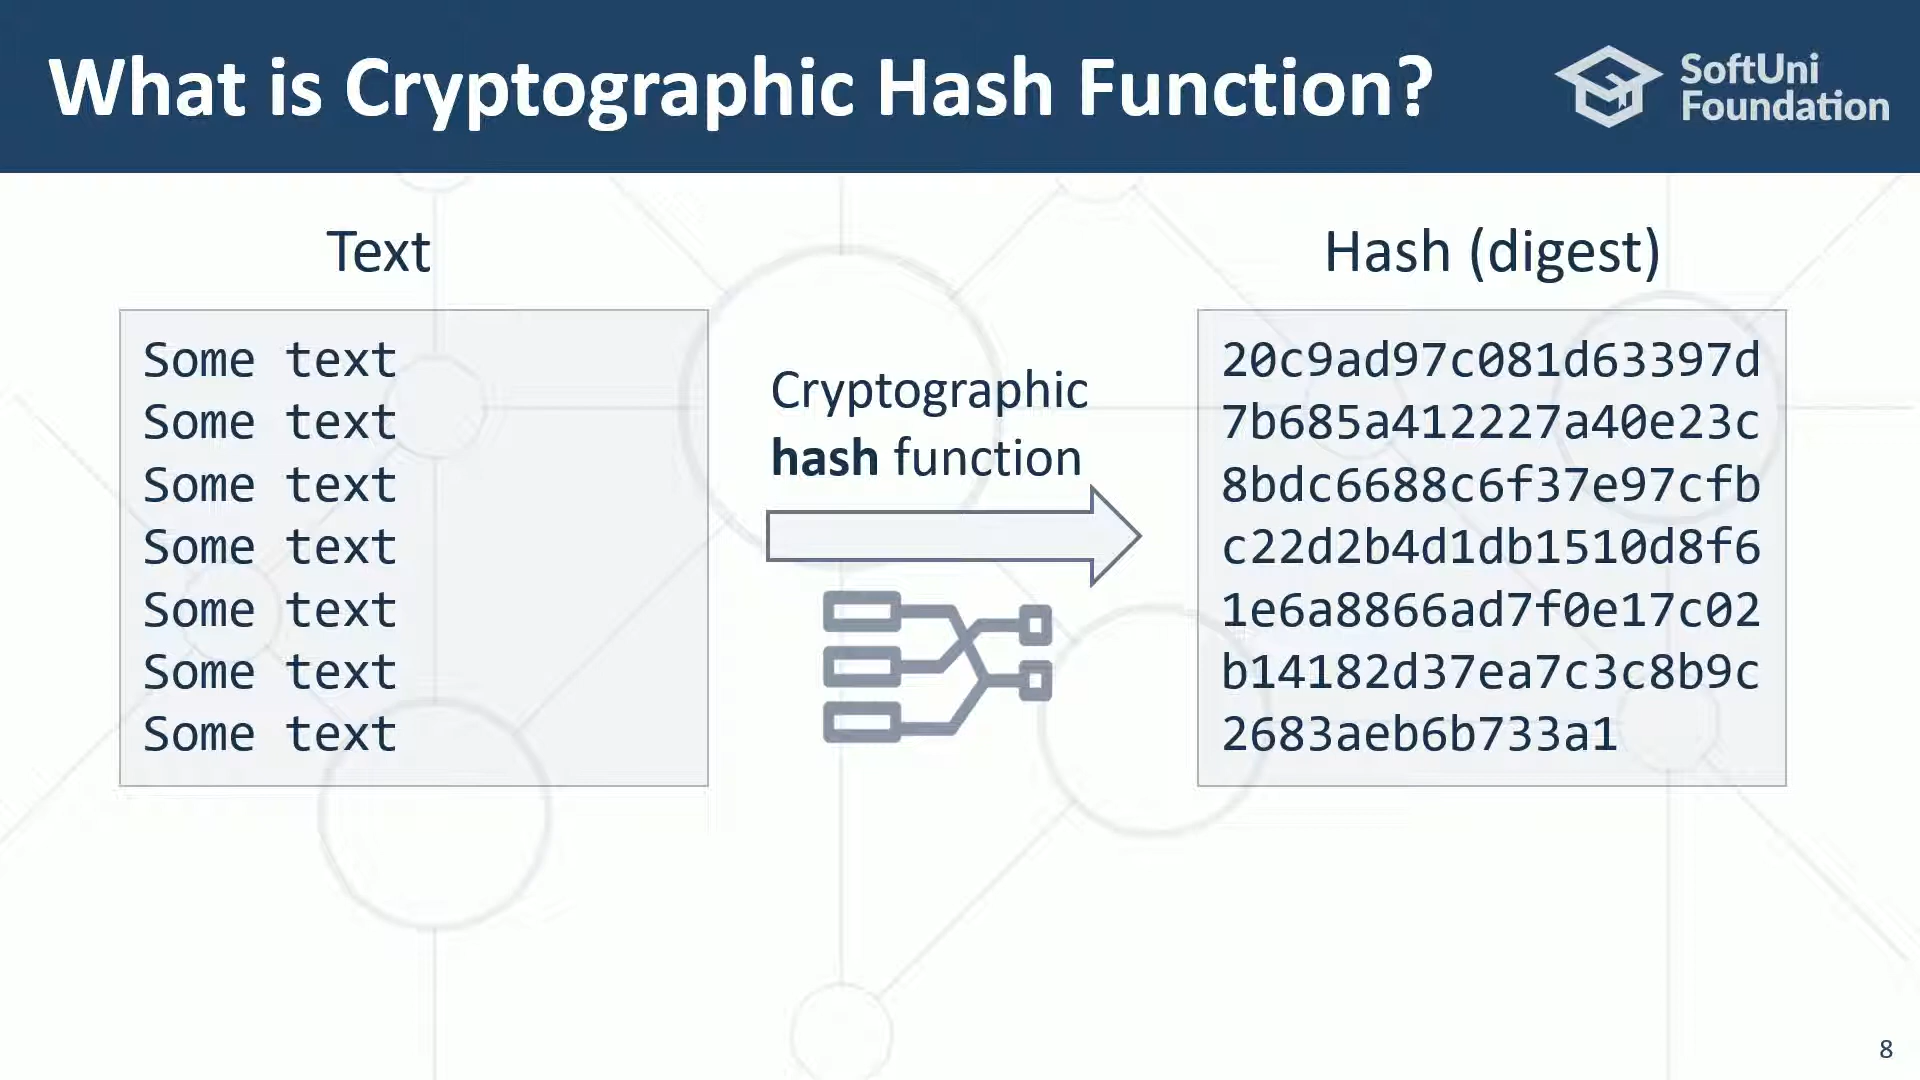 What is Cryptographic Hash Function?
SoftUni
Foundation
Text
Some text
Some text
Some text
Some text
Some text
Some text
Some text
Cryptographic
hash function
Hash (digest)
20c9ad97c081d63397d
7b685a412227a40e23c
8bdc6688c6f37e97cfb
c22d2b4d1db1510d8f6
1e6a8866ad7f0e17c02
b14182d37ea7c3c8b9c
2683aeb6b733a1
8